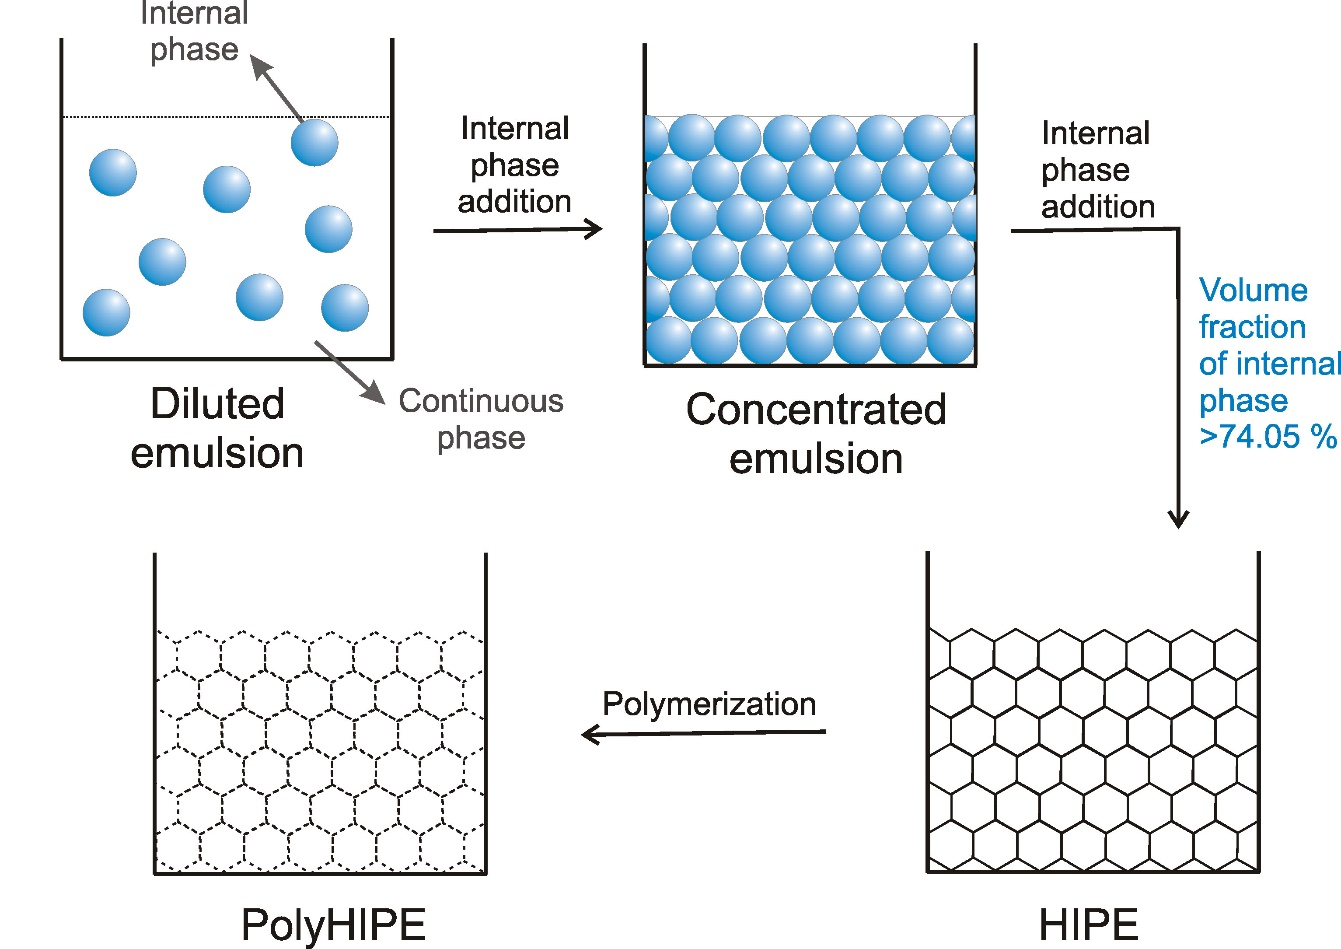 Internal
phase
Internal
phase
addition
Internal
phase
addition
Volume
fraction
of internal
phase
>74.05 %
Continuous
phase
Diluted
emulsion
Concentrated
emulsion
Polymerization
PolyHIPE
HIPE